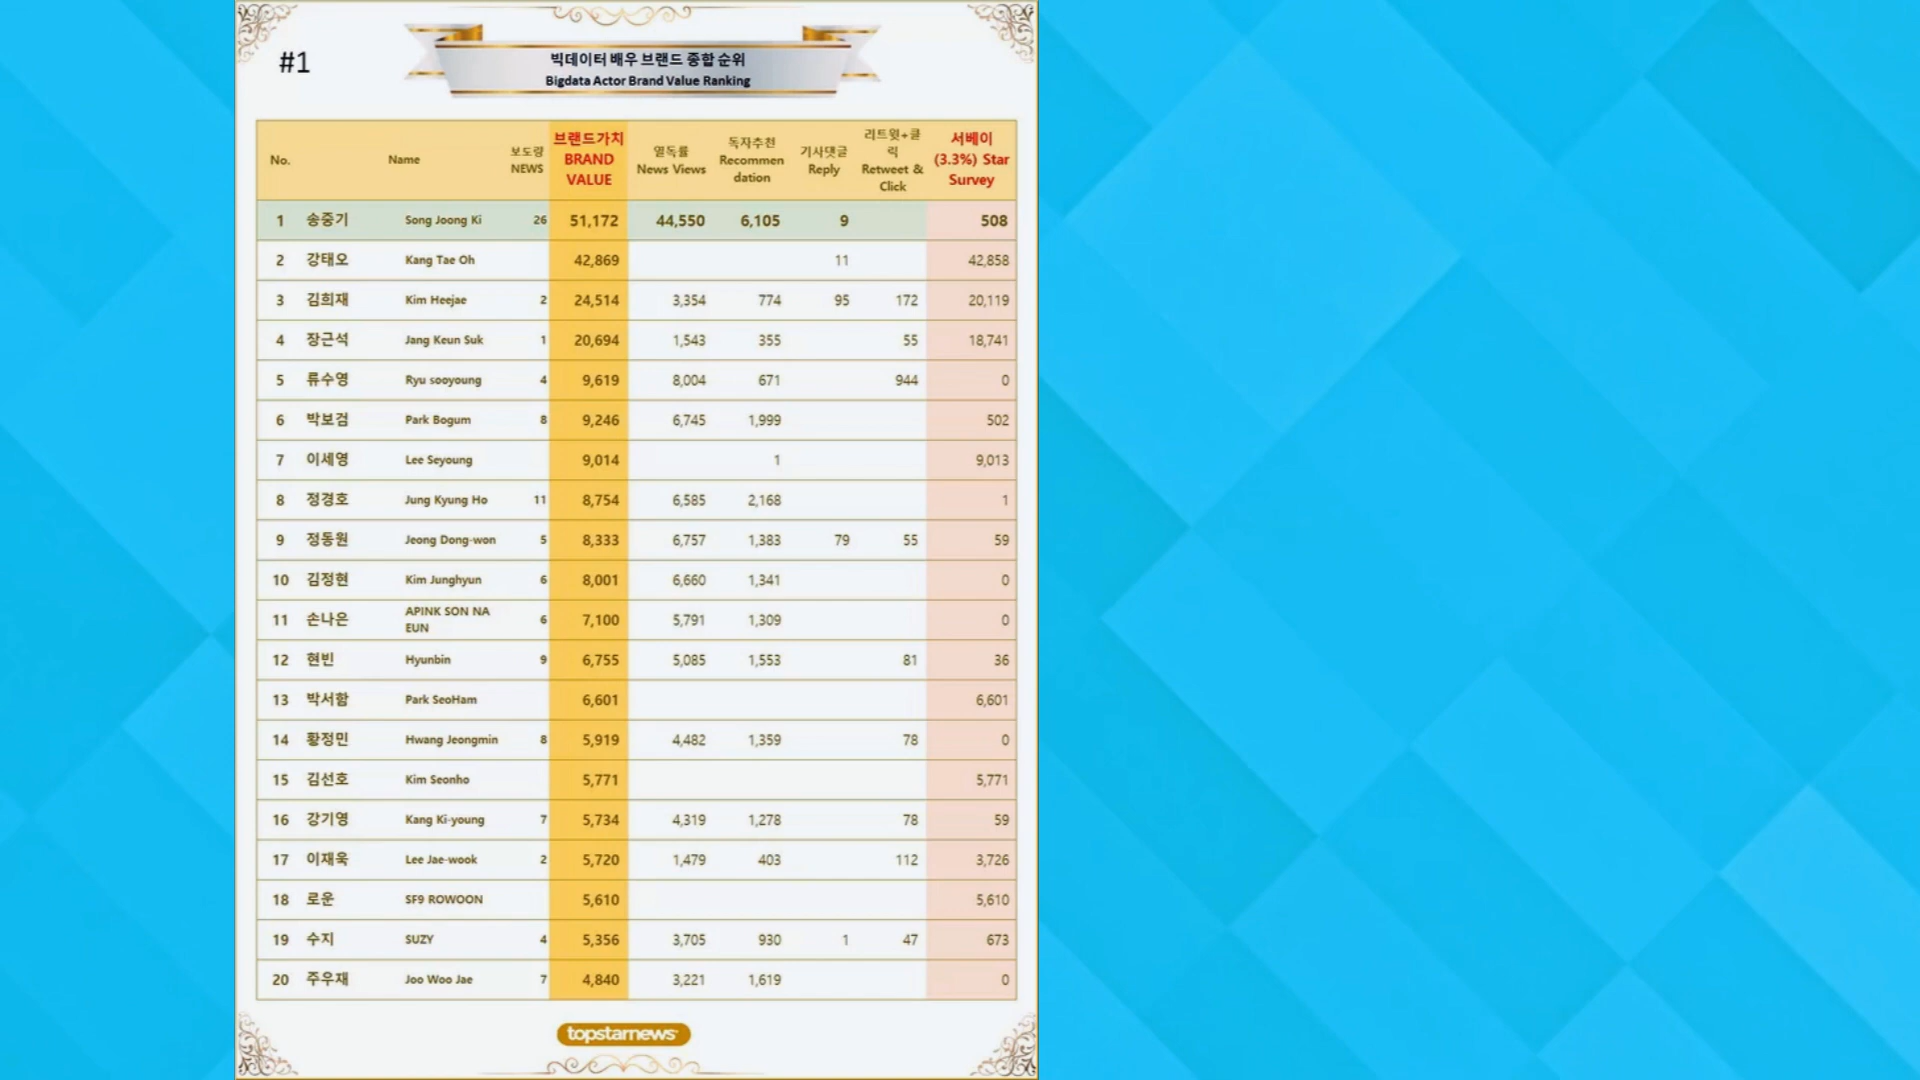 #1
빅데이터 배우 브랜드 종합 순위
Bigdata Actor Brand Value Ranking
No. Name 보도량 NEWS 브랜드가치 BRAND VALUE 열독률 News Views 독자추천 Recommen dation 기사댓글 Reply 리트윗+클 릭 Retweet & Click 서베이 (3.3%) Star Survey
1 송중기 Song Joong Ki 26 51,172 44,550 6,105 9 508
2 강태오 Kang Tae Oh 42,869 11 42,858
3 김희재 Kim Heejae 2 24,514 3,354 774 95 172 20,119
4 장근석 Jang Keun Suk 1 20,694 1,543 355 55 18,741
5 류수영 Ryu sooyoung 4 9,619 8,004 671 944 0
6 박보검 Park Bogum 8 9,246 6,745 1,999 502
7 이세영 Lee Seyoung 9,014 1 9,013
8 정경호 Jung Kyung Ho 11 8,754 6,585 2,168 1
9 정동원 Jeong Dong-won 5 8,333 6,757 1,383 79 55 59
10 김정현 Kim Junghyun 6 8,001 6,660 1,341 0
11 손나은 APINK SON NA EUN 6 7,100 5,791 1,309 0
12 현빈 Hyunbin 9 6,755 5,085 1,553 81 36
13 박서함 Park SeoHam 6,601 6,601
14 황정민 Hwang Jeongmin 8 5,919 4,482 1,359 78 0
15 김선호 Kim Seonho 5,771 5,771
16 강기영 Kang Ki-young 7 5,734 4,319 1,278 78 59
17 이재욱 Lee Jae-wook 2 5,720 1,479 403 112 3,726
18 로운 SF9 ROWOON 5,610 5,610
19 수지 SUZY 4 5,356 3,705 930 1 47 673
20 주우재 Joo Woo Jae 7 4,840 3,221 1,619 0
topstarnews